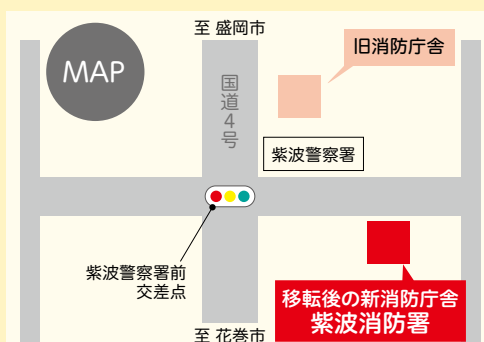 至 盛岡市
旧消防庁舎
MAP
国道4号
紫波警察署
紫波警察署前
交差点
移転後の新消防庁舎
紫波消防署
至 花巻市